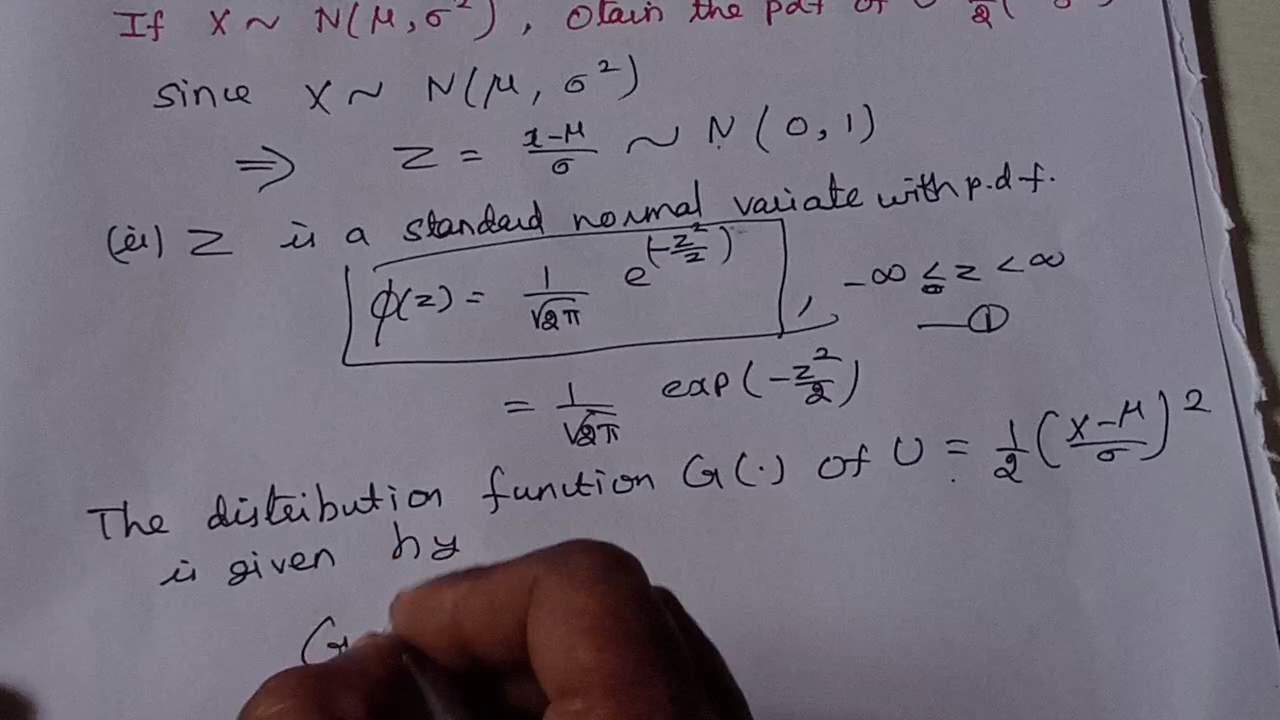 If X ~ N(μ, σ²), Otain the pdf of U
since X ~ N(μ, σ²)
⇒ Z = x-μ/σ ~ N(0, 1)
(ie) Z is a standard normal variate with p.d.f.
φ(z) = 1/√2π e^(-z²/2), -∞ ≤ z < ∞ —①
= 1/√2π exp(-z²/2)
The distribution function G(.) of U = 1/2 (X-μ/σ)²
is given by
G